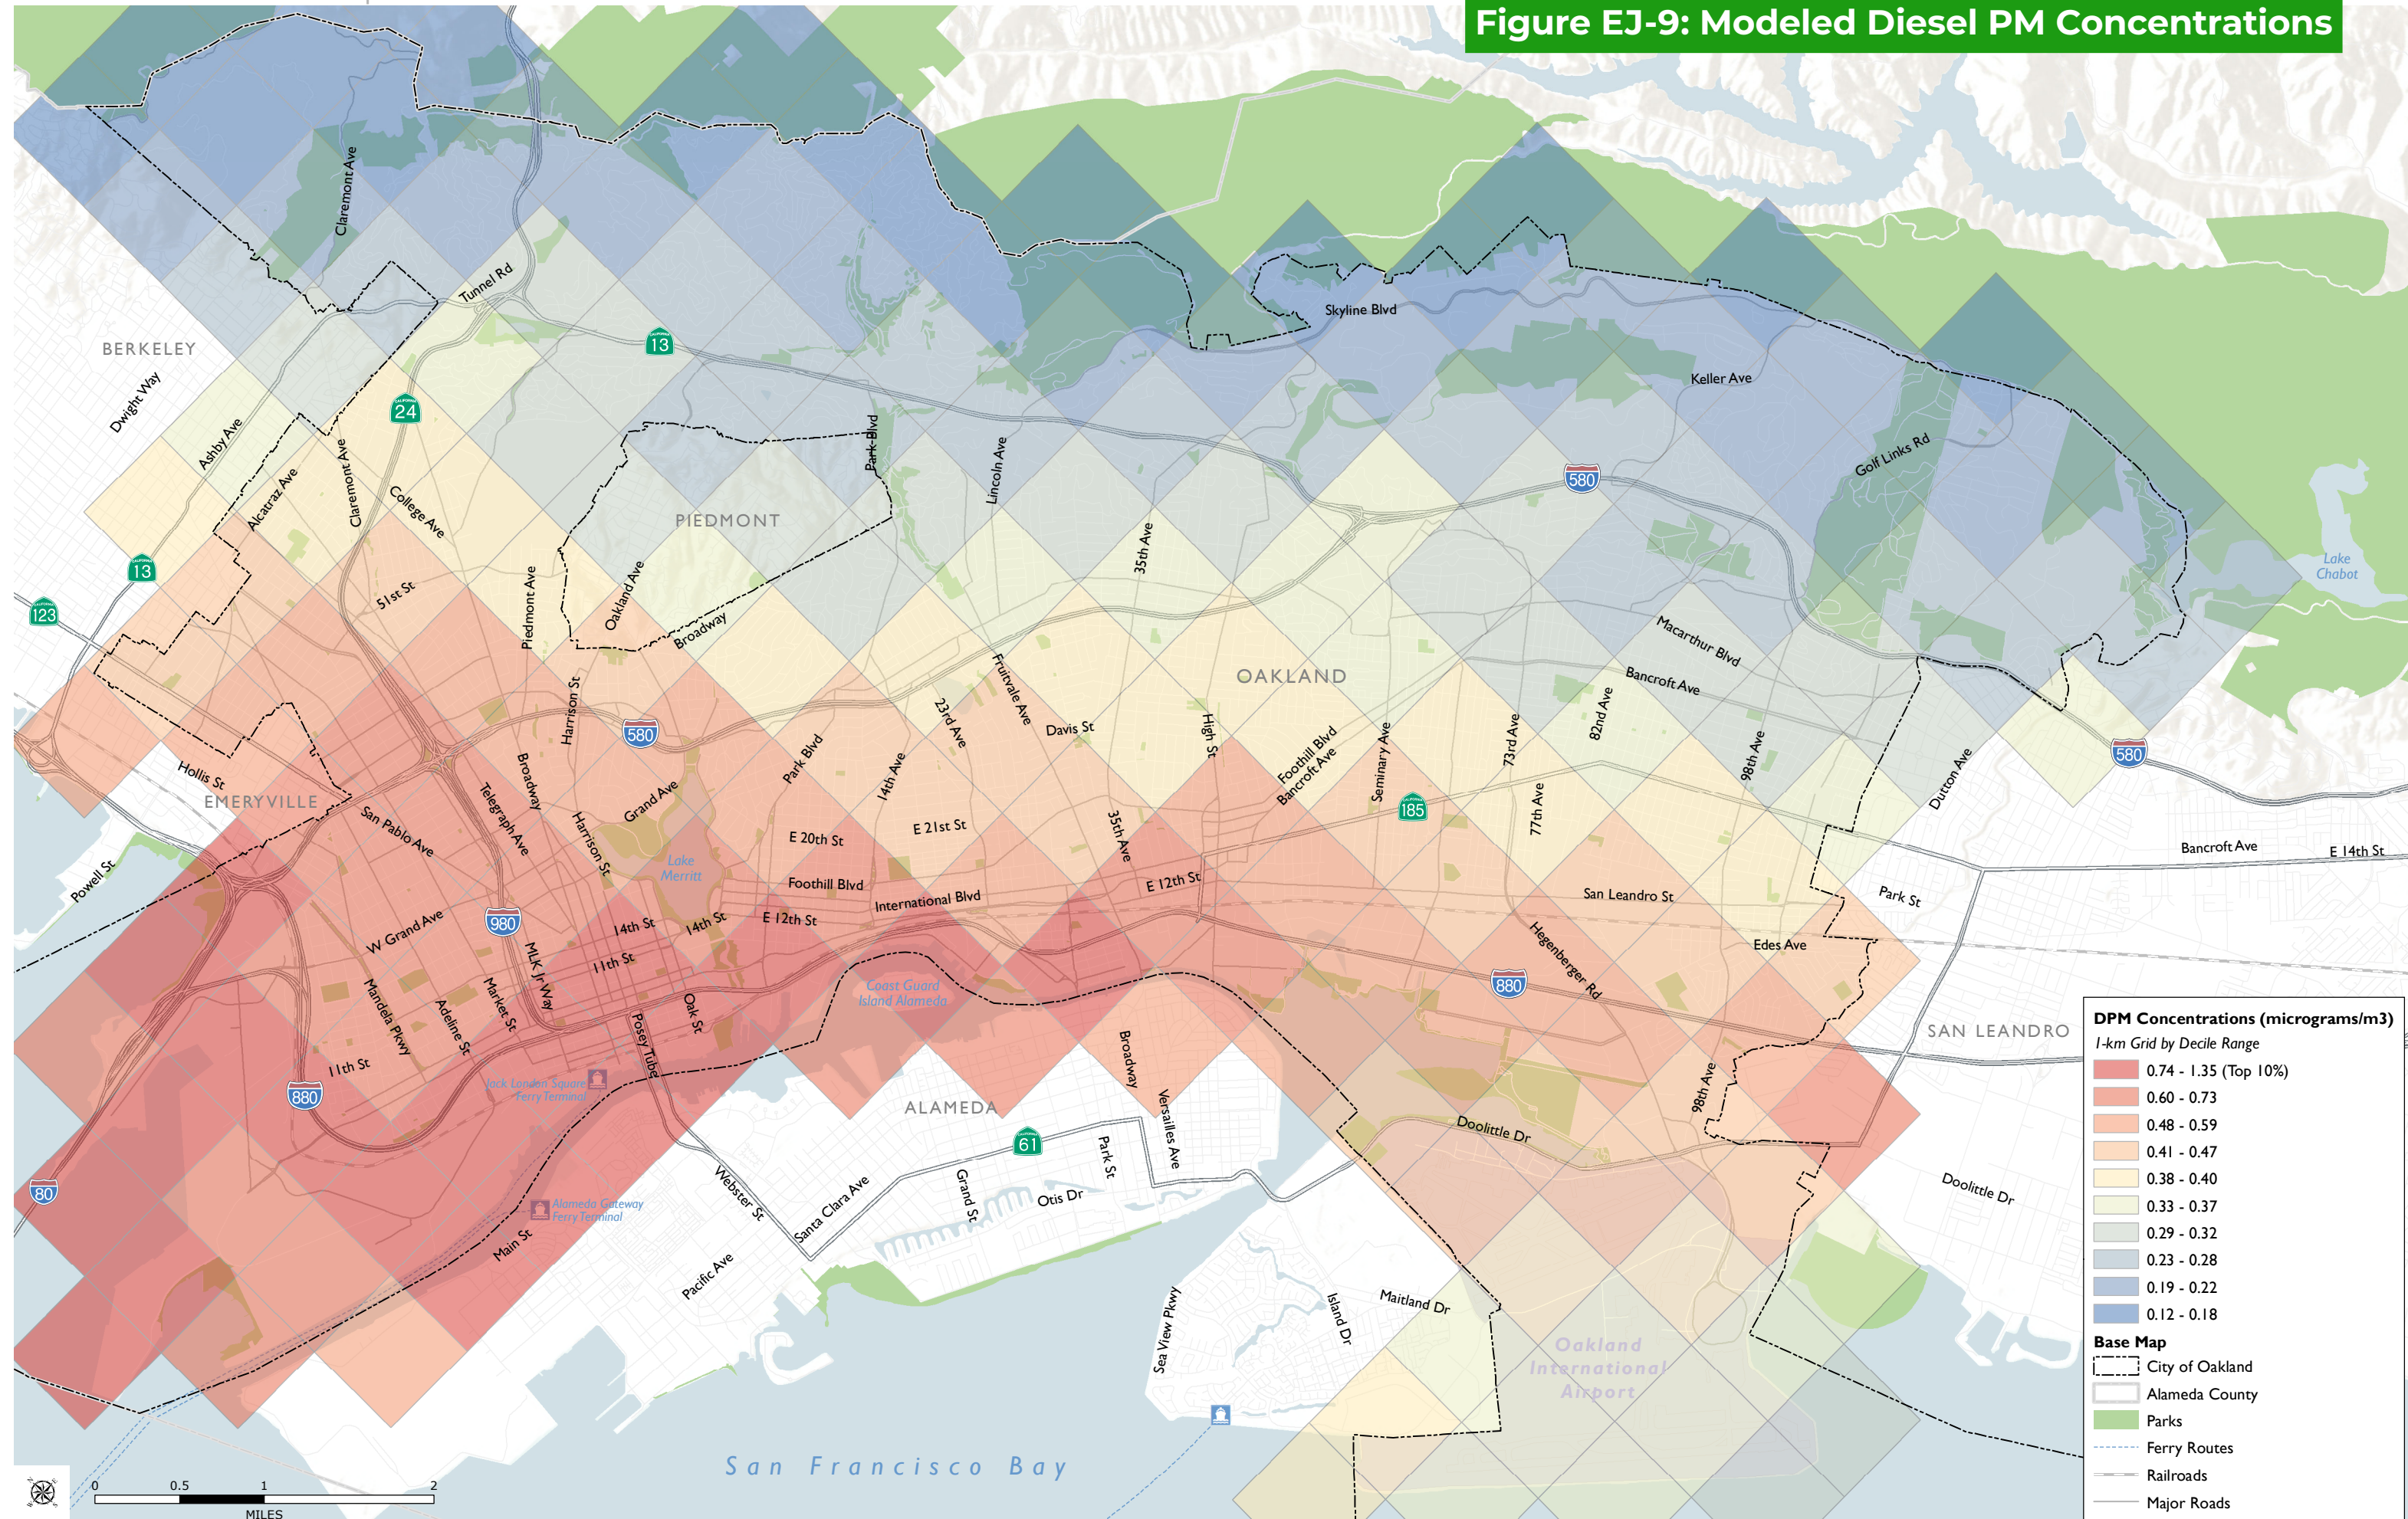 Figure EJ-9: Modeled Diesel PM Concentrations
Claremont Ave
Tunnel Rd
BERKELEY
Dwight Way
Ashby Ave
13
24
Skyline Blvd
Keller Ave
Golf Links Rd
580
Alcatraz Ave
Claremont Ave
College Ave
PIEDMONT
Park Blvd
Lincoln Ave
35th Ave
Lake
Chabot
13
123
51st St
Piedmont Ave
Oakland Ave
Broadway
OAKLAND
Macarthur Blvd
Bancroft Ave
Harrison St
580
Fruitvale Ave
23rd Ave
Davis St
High St
Foothill Blvd
Bancroft Ave
Seminary Ave
73rd Ave
82nd Ave
98th Ave
Dutton Ave
580
Hollis St
EMERYVILLE
San Pablo Ave
Telegraph Ave
Broadway
Harrison St
Grand Ave
Park Blvd
14th Ave
185
77th Ave
E 20th St
E 21st St
35th Ave
Bancroft Ave
E 14th St
Powell St
Lake
Merritt
Foothill Blvd
International Blvd
E 12th St
San Leandro St
Park St
W Grand Ave
980
14th St
14th St
E 12th St
11th St
MLK Jr Way
Edes Ave
Hegenberger Rd
880
Mandela Pkwy
Adeline St
Market St
Oak St
Posey Tube
Coast Guard
Island Alameda
SAN LEANDRO
11th St
880
Jack London Square
Ferry Terminal
ALAMEDA
Broadway
Versailles Ave
98th Ave
Doolittle Dr
61
Park St
80
Alameda Gateway
Ferry Terminal
Main St
Webster St
Santa Clara Ave
Grand St
Otis Dr
Doolittle Dr
Pacific Ave
Sea View Pkwy
Island Dr
Maitland Dr
Oakland
International
Airport
San Francisco Bay
0 0.5 1 2
MILES
DPM Concentrations (micrograms/m3)
1-km Grid by Decile Range
0.74 - 1.35 (Top 10%)
0.60 - 0.73
0.48 - 0.59
0.41 - 0.47
0.38 - 0.40
0.33 - 0.37
0.29 - 0.32
0.23 - 0.28
0.19 - 0.22
0.12 - 0.18
Base Map
City of Oakland
Alameda County
Parks
Ferry Routes
Railroads
Major Roads